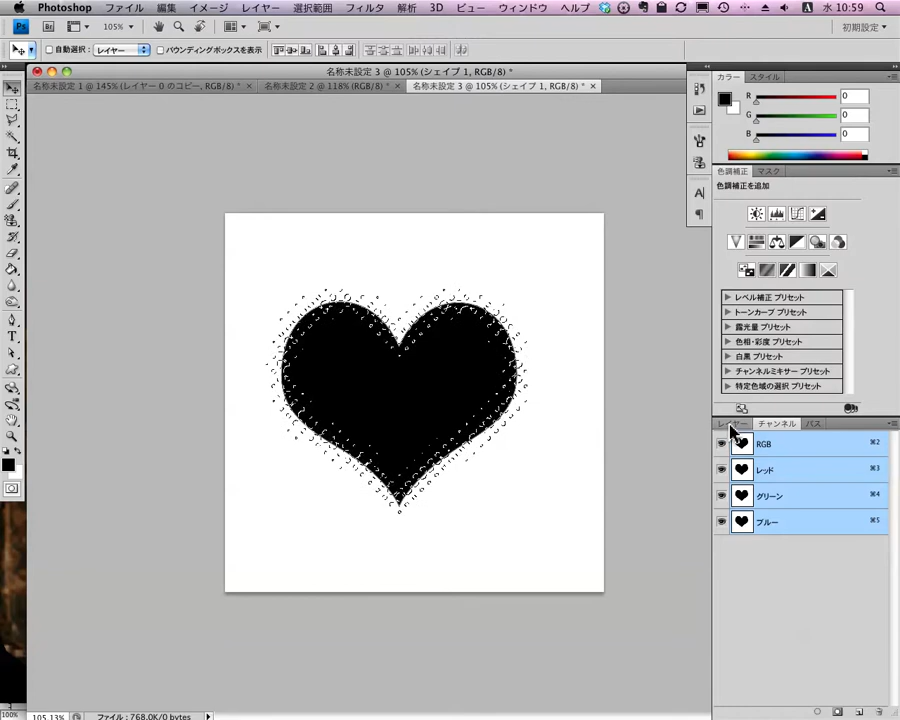 Photoshop ファイル 編集 イメージ レイヤー 選択範囲 フィルタ 解析 3D ビュー ウィンドウ ヘルプ 水 10:59
Ps Br 105% 初期設定
自動選択: レイヤー バウンディングボックスを表示
名称未設定 3 @ 105% (シェイプ 1, RGB/8) *
名称未設定 1 @ 145% (レイヤー 0 のコピー, RGB/8) * 名称未設定 2 @ 118% (RGB/8) * 名称未設定 3 @ 105% (シェイプ 1, RGB/8) *
カラー スタイル
R 0
G 0
B 0
色調補正 マスク
色調補正を追加
レベル補正 プリセット
トーンカーブ プリセット
露光量 プリセット
色相・彩度 プリセット
白黒 プリセット
チャンネルミキサー プリセット
特定色域の選択 プリセット
レイヤー チャンネル パス
RGB ⌘2
レッド ⌘3
グリーン ⌘4
ブルー ⌘5
100% 105.13% ファイル : 768.0K/0 bytes